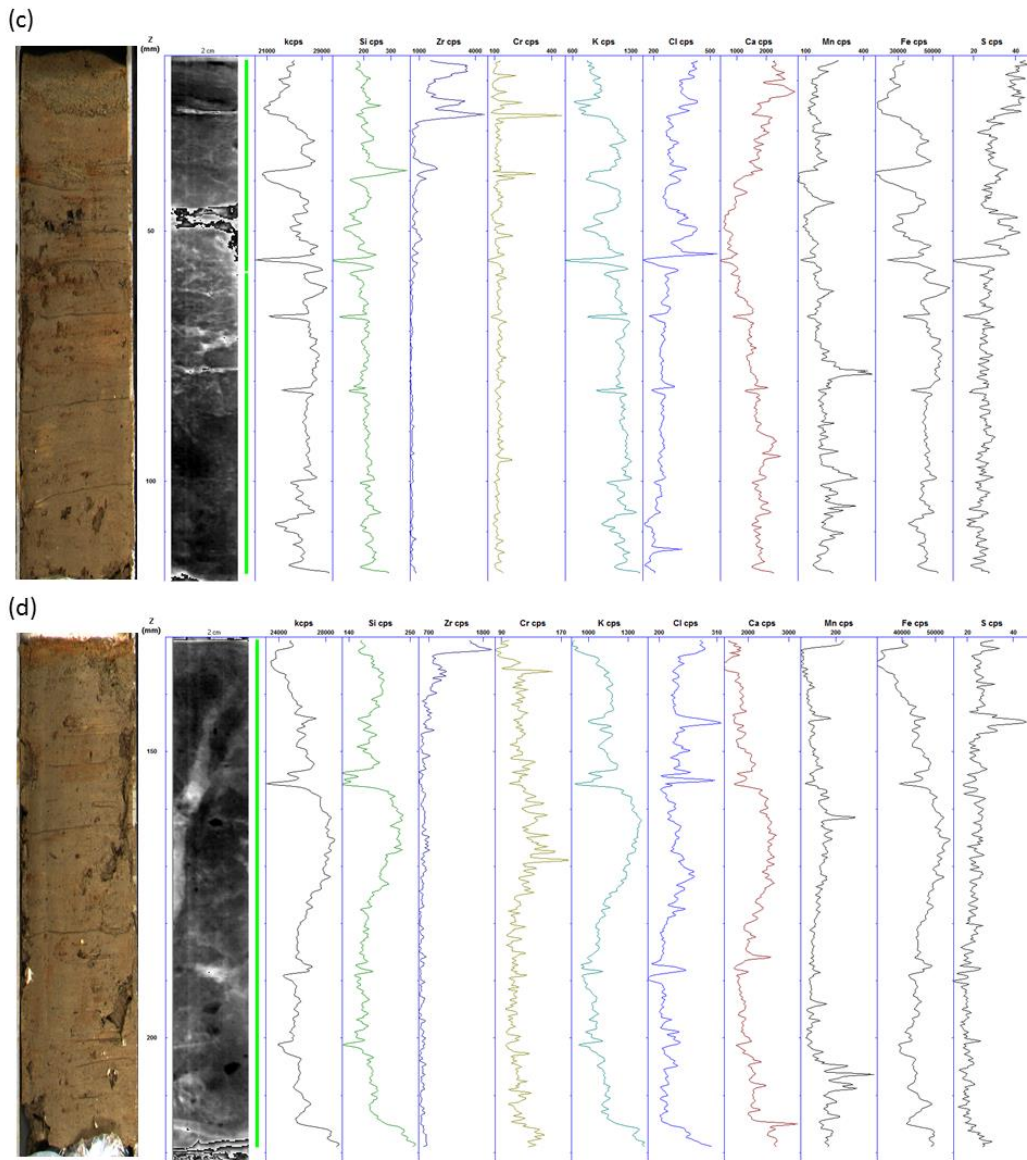 (c)
Z kcps Si cps Zr cps Cr cps K cps Cl cps Ca cps Mn cps Fe cps S cps
(mm) 2 cm 21000 29000 200 300 2000 4000 100 400 600 1300 200 500 1000 2000 100 400 30000 50000 20 40
50
100
(d)
Z kcps Si cps Zr cps Cr cps K cps Cl cps Ca cps Mn cps Fe cps S cps
(mm) 2 cm 24000 29000 140 250 780 1000 90 170 1000 1200 200 310 2000 3000 200 40000 50000 20 40
150
200